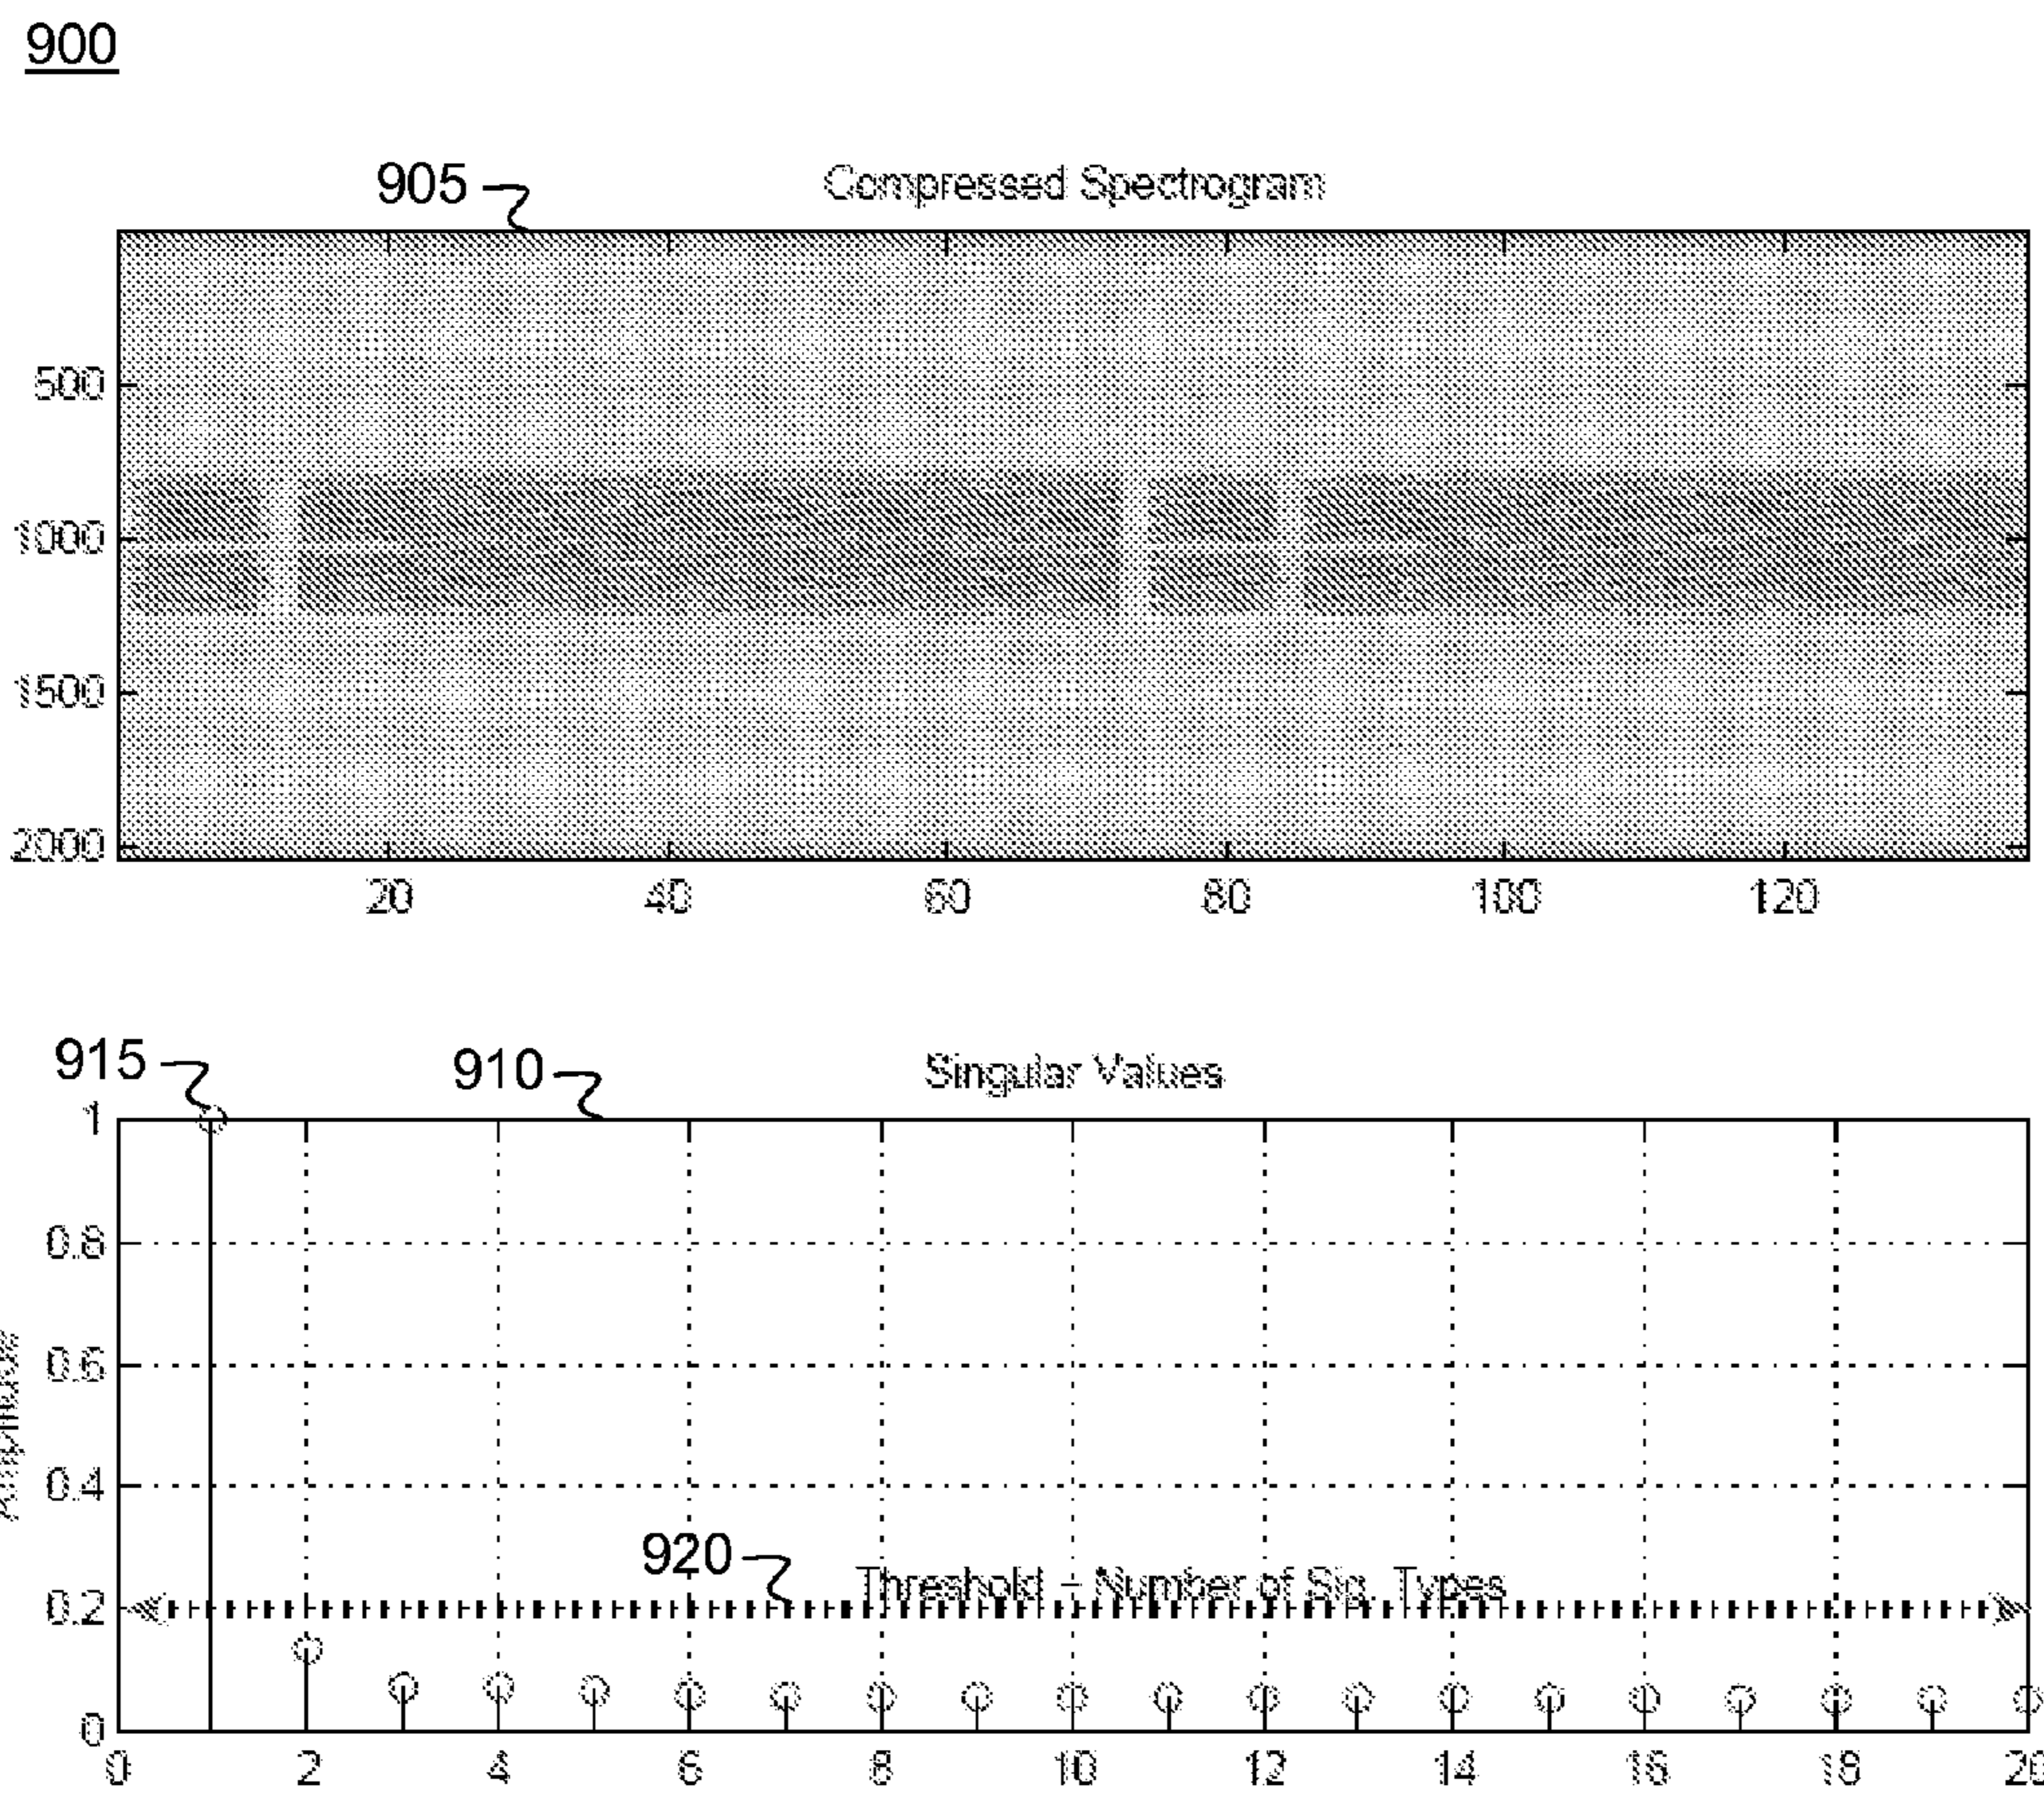 900
905
Compressed Spectrogram
500
1000
1500
2000
20 40 60 80 100 120
915
910
Singular Values
1
0.8
0.6
0.4
0.2
0
Amplitude
920
Threshold - Number of Sig. Types
0 2 4 6 8 10 12 14 16 18 20